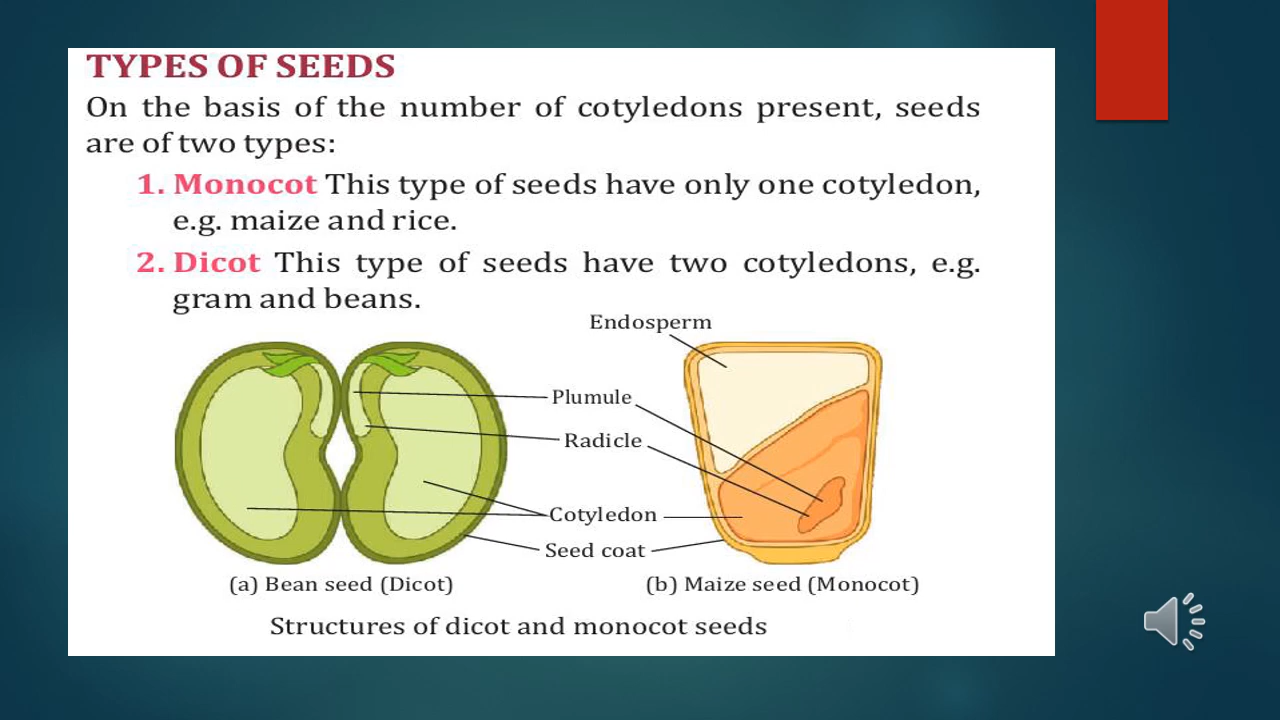 TYPES OF SEEDS
On the basis of the number of cotyledons present, seeds
are of two types:
1. Monocot This type of seeds have only one cotyledon,
e.g. maize and rice.
2. Dicot This type of seeds have two cotyledons, e.g.
gram and beans.
Endosperm
Plumule
Radicle
Cotyledon
Seed coat
(a) Bean seed (Dicot)
(b) Maize seed (Monocot)
Structures of dicot and monocot seeds